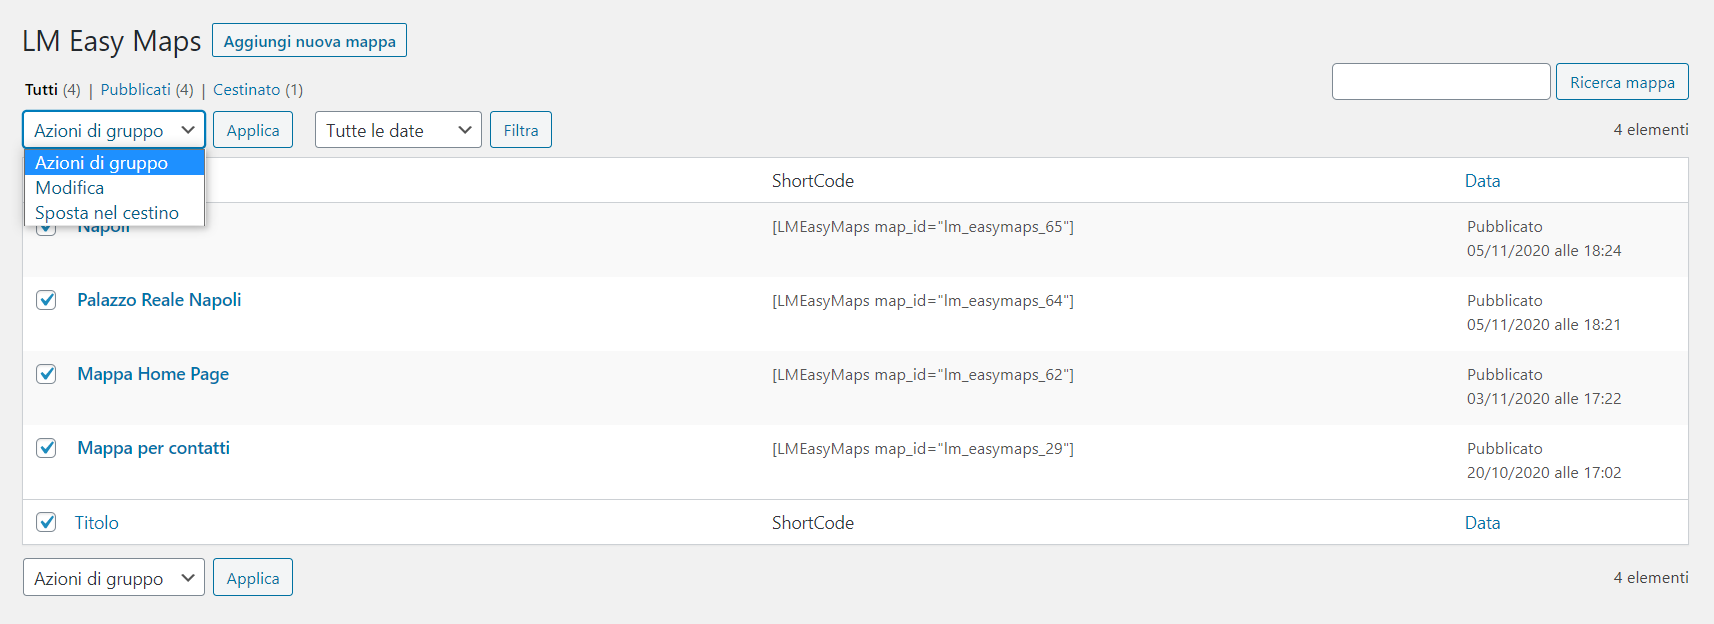 LM Easy Maps Aggiungi nuova mappa
Tutti (4) | Pubblicati (4) | Cestinato (1)
Ricerca mappa
Azioni di gruppo Applica Tutte le date Filtra 4 elementi
Azioni di gruppo
Modifica
Sposta nel cestino
ShortCode Data
Napoli [LMEasyMaps map_id="lm_easymaps_65"] Pubblicato
05/11/2020 alle 18:24
Palazzo Reale Napoli [LMEasyMaps map_id="lm_easymaps_64"] Pubblicato
05/11/2020 alle 18:21
Mappa Home Page [LMEasyMaps map_id="lm_easymaps_62"] Pubblicato
03/11/2020 alle 17:22
Mappa per contatti [LMEasyMaps map_id="lm_easymaps_29"] Pubblicato
20/10/2020 alle 17:02
Titolo ShortCode Data
Azioni di gruppo Applica 4 elementi